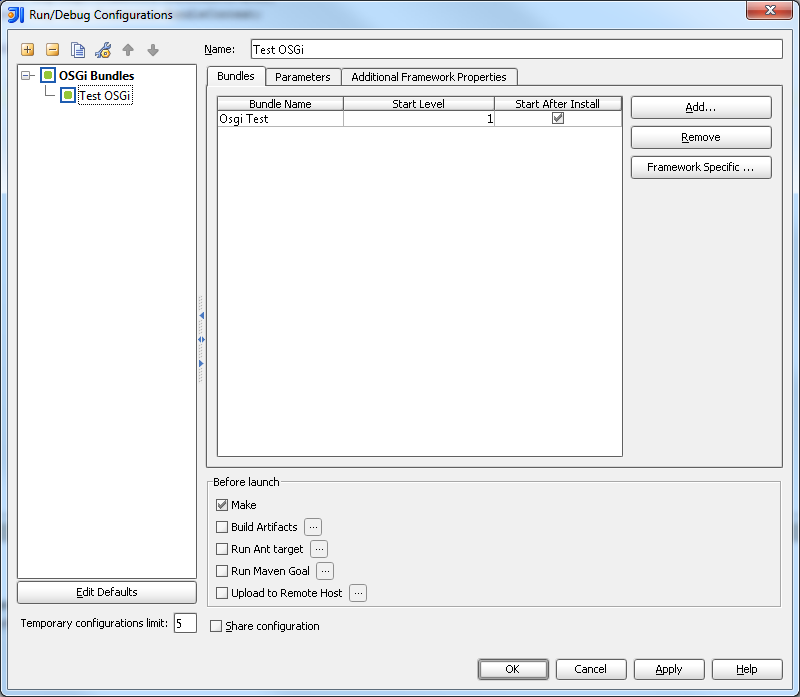 Run/Debug Configurations
Name: Test OSGi
OSGi Bundles
Test OSGi
Bundles Parameters Additional Framework Properties
Bundle Name Start Level Start After Install
Osgi Test 1
Add...
Remove
Framework Specific ...
Before launch
Make
Build Artifacts ...
Run Ant target ...
Run Maven Goal ...
Upload to Remote Host ...
Edit Defaults
Temporary configurations limit: 5
Share configuration
OK Cancel Apply Help